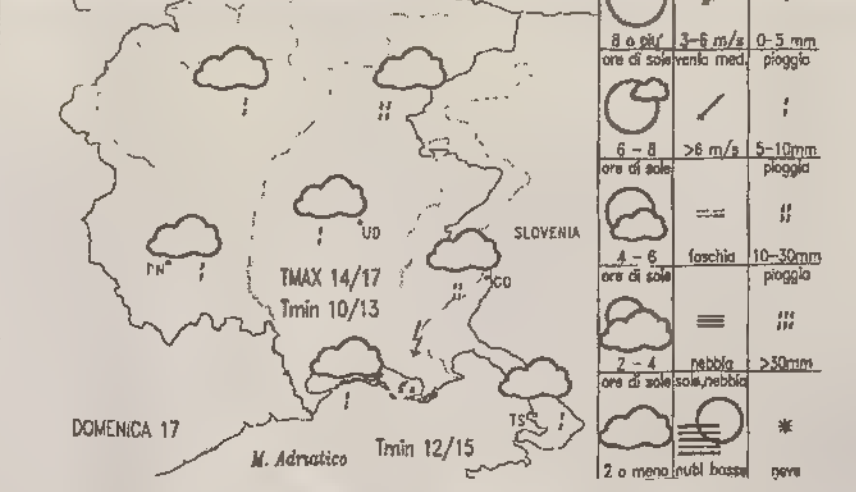 8 o piu' 3-6 m/s 0-5 mm
ore di sole vento med. pioggia
6 - 8 >6 m/s 5-10mm
ore di sole pioggia
UD
SLOVENIA
4 - 6 foschia 10-30mm
PN
ore di sole pioggia
TMAX 14/17
GO
Tmin 10/13
2 - 4 nebbia >30mm
ore di sole sole,nebbia
TS
DOMENICA 17
Tmin 12/15
M. Adriatico
2 o meno nubi basse neve